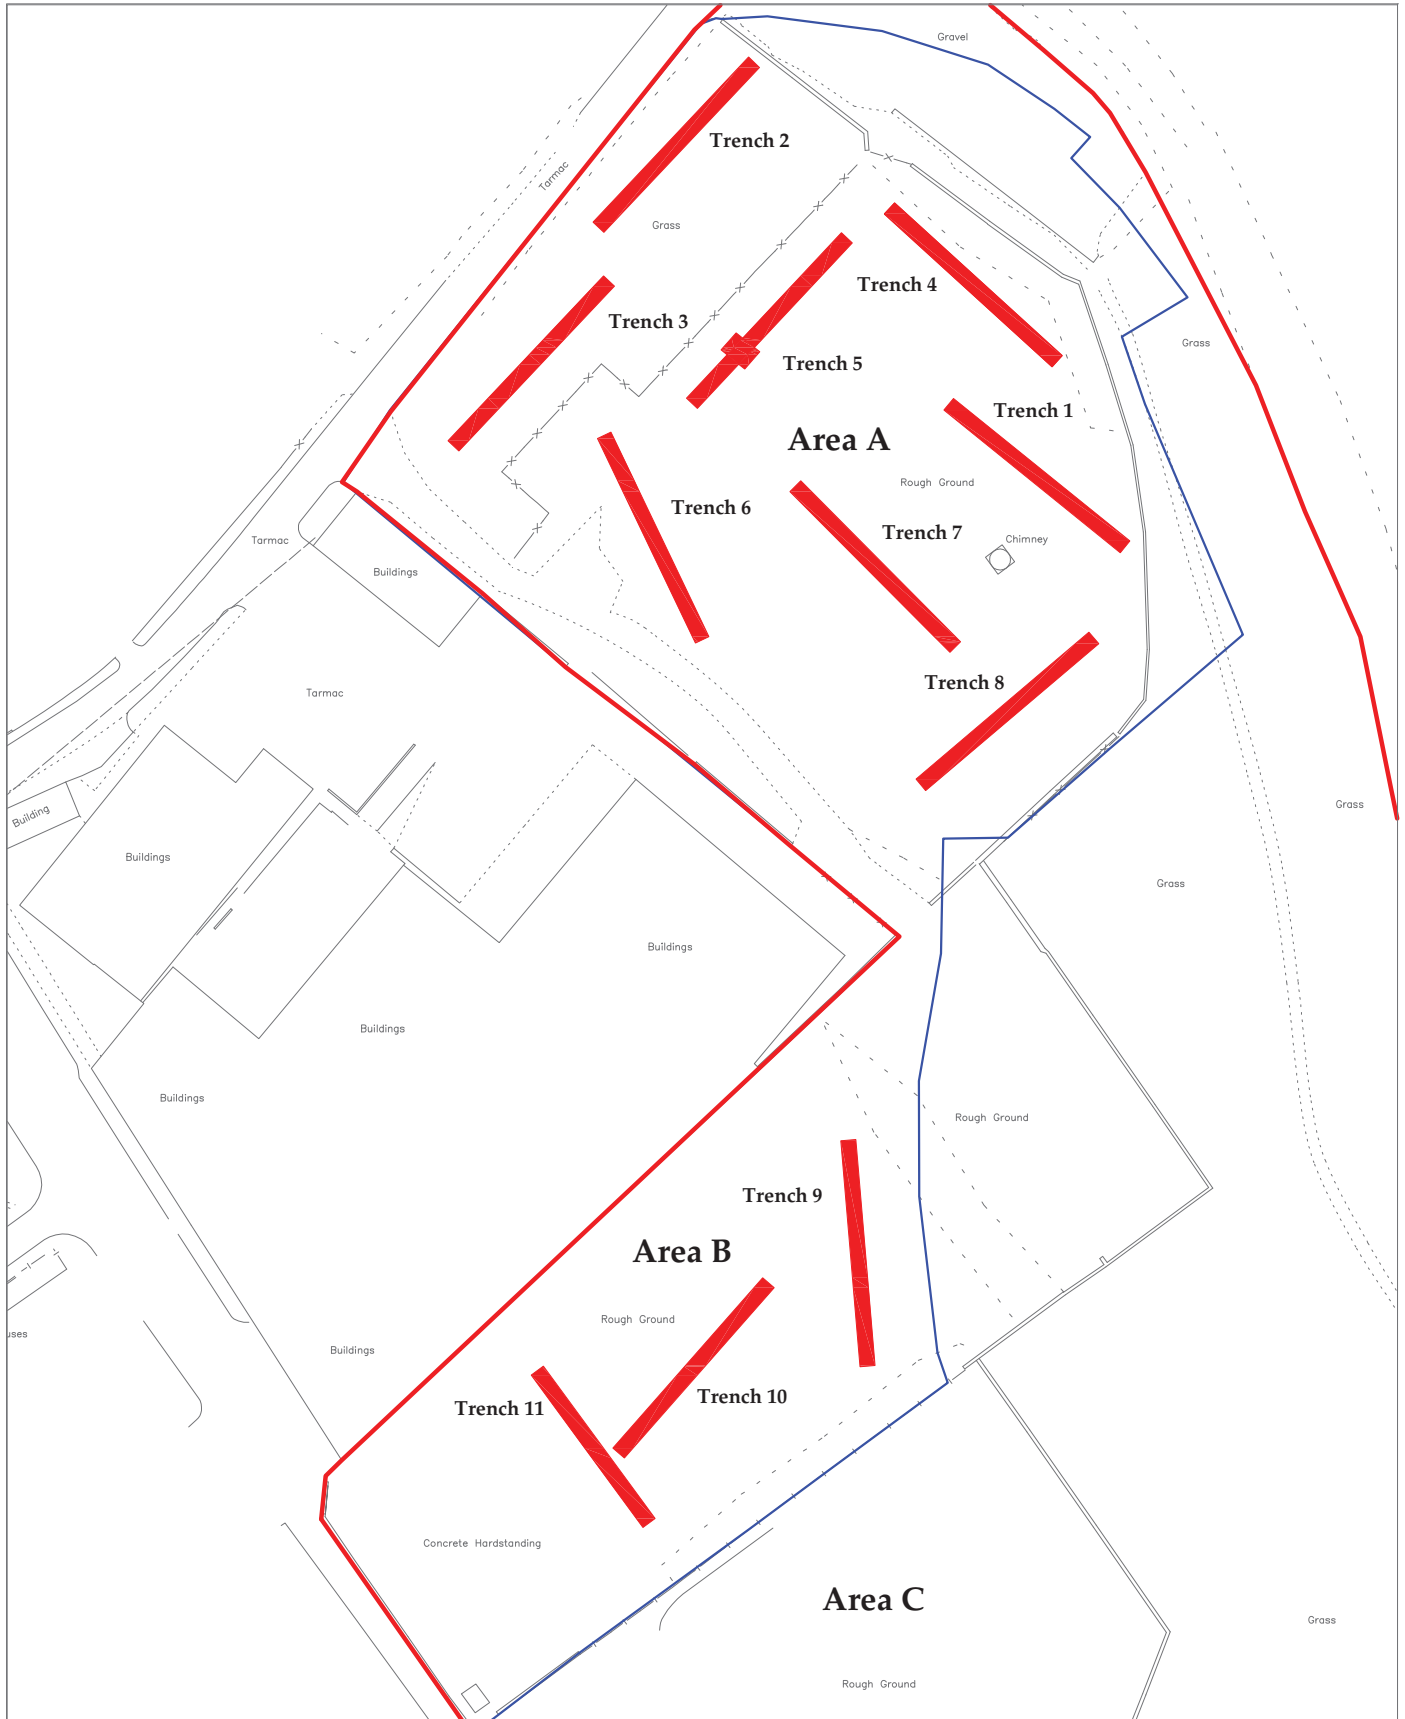 Gravel
Trench 2
Tarmac
Grass
Trench 4
Trench 3
Grass
Trench 5
Trench 1
Area A
Rough Ground
Trench 6
Trench 7
Tarmac
Chimney
Buildings
Trench 8
Tarmac
Grass
Building
Buildings
Grass
Buildings
Buildings
Buildings
Rough Ground
Trench 9
Area B
Rough Ground
uses
Buildings
Trench 10
Trench 11
Concrete Hardstanding
Area C
Grass
Rough Ground